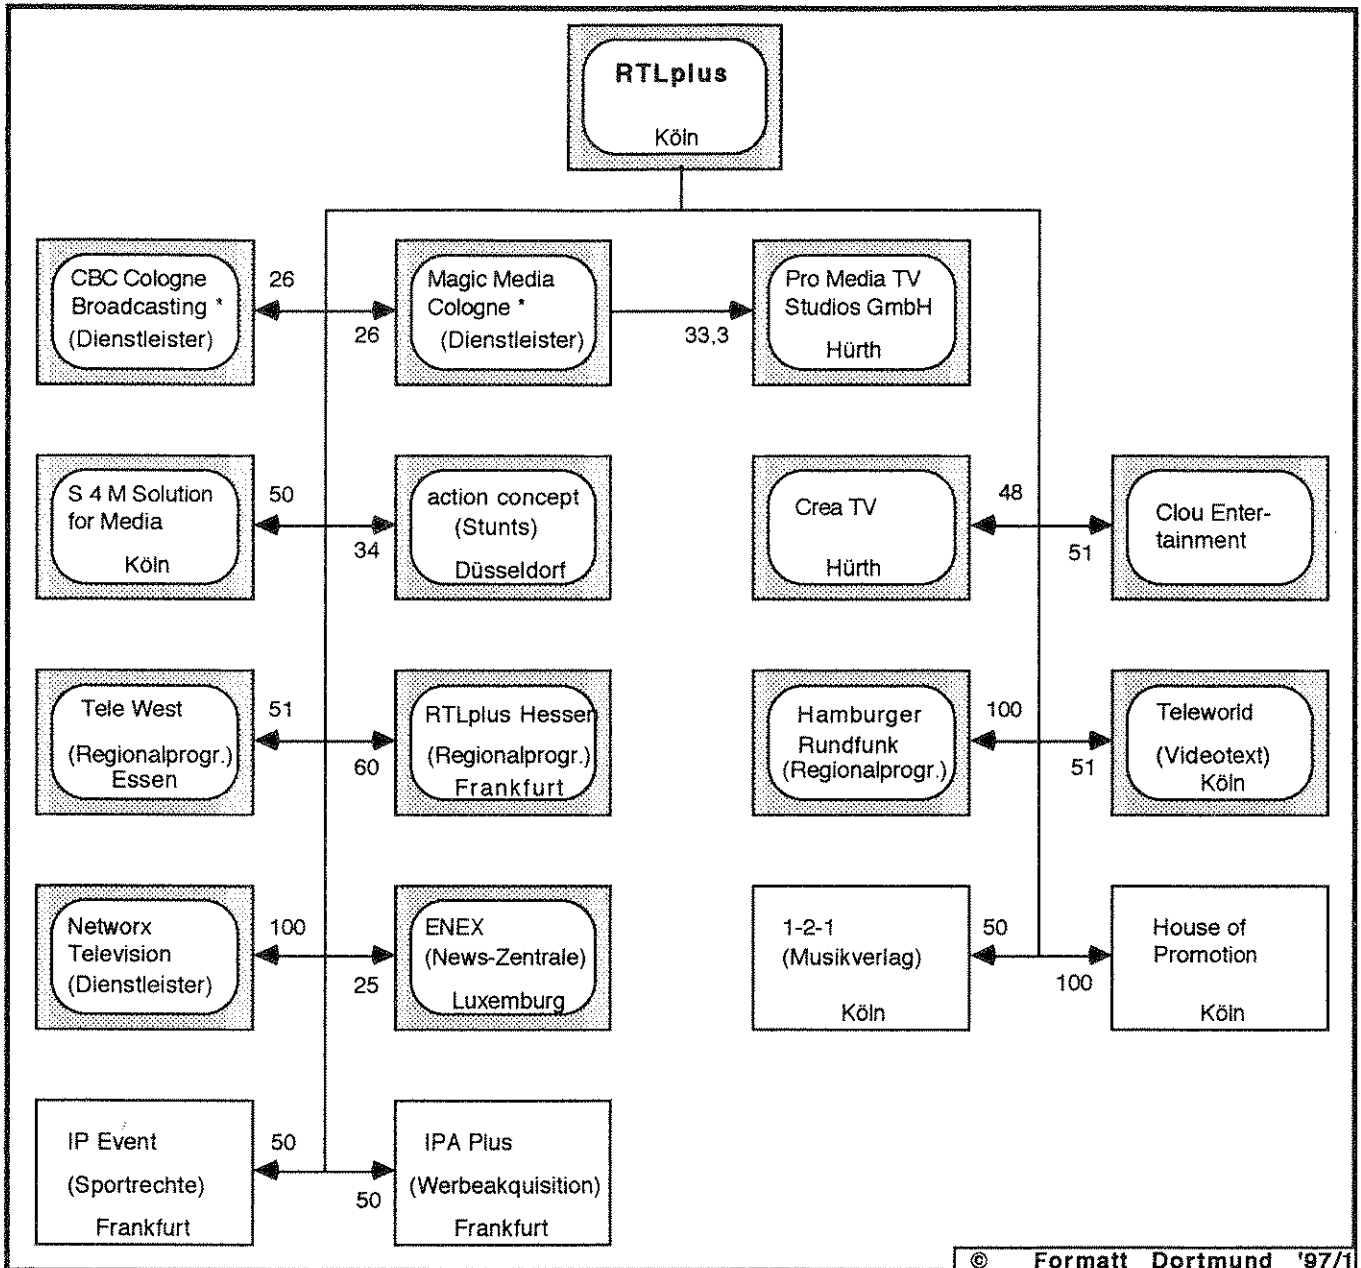 RTLplus
Köln
CBC Cologne
Broadcasting *
(Dienstleister)
26
26
Magic Media
Cologne *
(Dienstleister)
33,3
Pro Media TV
Studios GmbH
Hürth
S 4 M Solution
for Media
Köln
50
34
action concept
(Stunts)
Düsseldorf
Crea TV
Hürth
48
51
Clou Enter-
tainment
Tele West
(Regionalprogr.)
Essen
51
60
RTLplus Hessen
(Regionalprogr.)
Frankfurt
Hamburger
Rundfunk
(Regionalprogr.)
100
51
Teleworld
(Videotext)
Köln
Networx
Television
(Dienstleister)
100
25
ENEX
(News-Zentrale)
Luxemburg
1-2-1
(Musikverlag)
Köln
50
100
House of
Promotion
Köln
IP Event
(Sportrechte)
Frankfurt
50
50
IPA Plus
(Werbeakquisition)
Frankfurt
© Formatt Dortmund '97/1